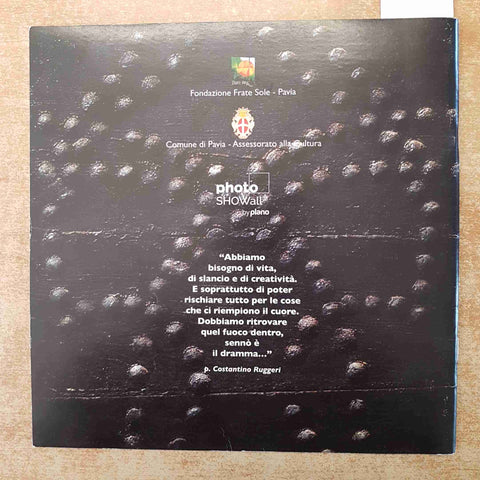 Fondazione Frate Sole - Pavia
Comune di Pavia - Assessorato alla Cultura
photo
SHOWall
by piano
“Abbiamo
bisogno di vita,
di slancio e di creatività.
E soprattutto di poter
rischiare tutto per le cose
che ci riempiono il cuore.
Dobbiamo ritrovare
quel fuoco dentro,
sennò è
il dramma...”
p. Costantino Ruggeri